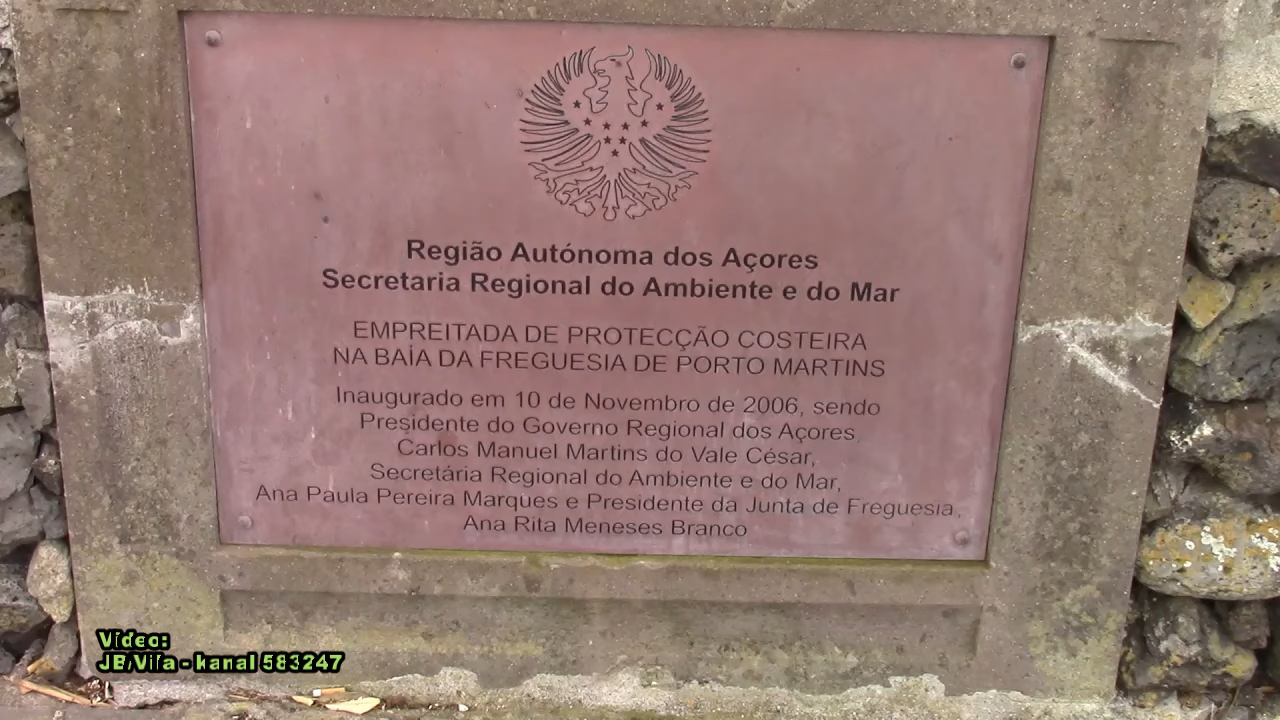 Região Autónoma dos Açores
Secretaria Regional do Ambiente e do Mar
EMPREITADA DE PROTECÇÃO COSTEIRA
NA BAÍA DA FREGUESIA DE PORTO MARTINS
Inaugurado em 10 de Novembro de 2006, sendo
Presidente do Governo Regional dos Açores,
Carlos Manuel Martins do Vale César,
Secretária Regional do Ambiente e do Mar,
Ana Paula Pereira Marques e Presidente da Junta de Freguesia,
Ana Rita Meneses Branco
Vídeo:
JB/Vifa - kanal 583247